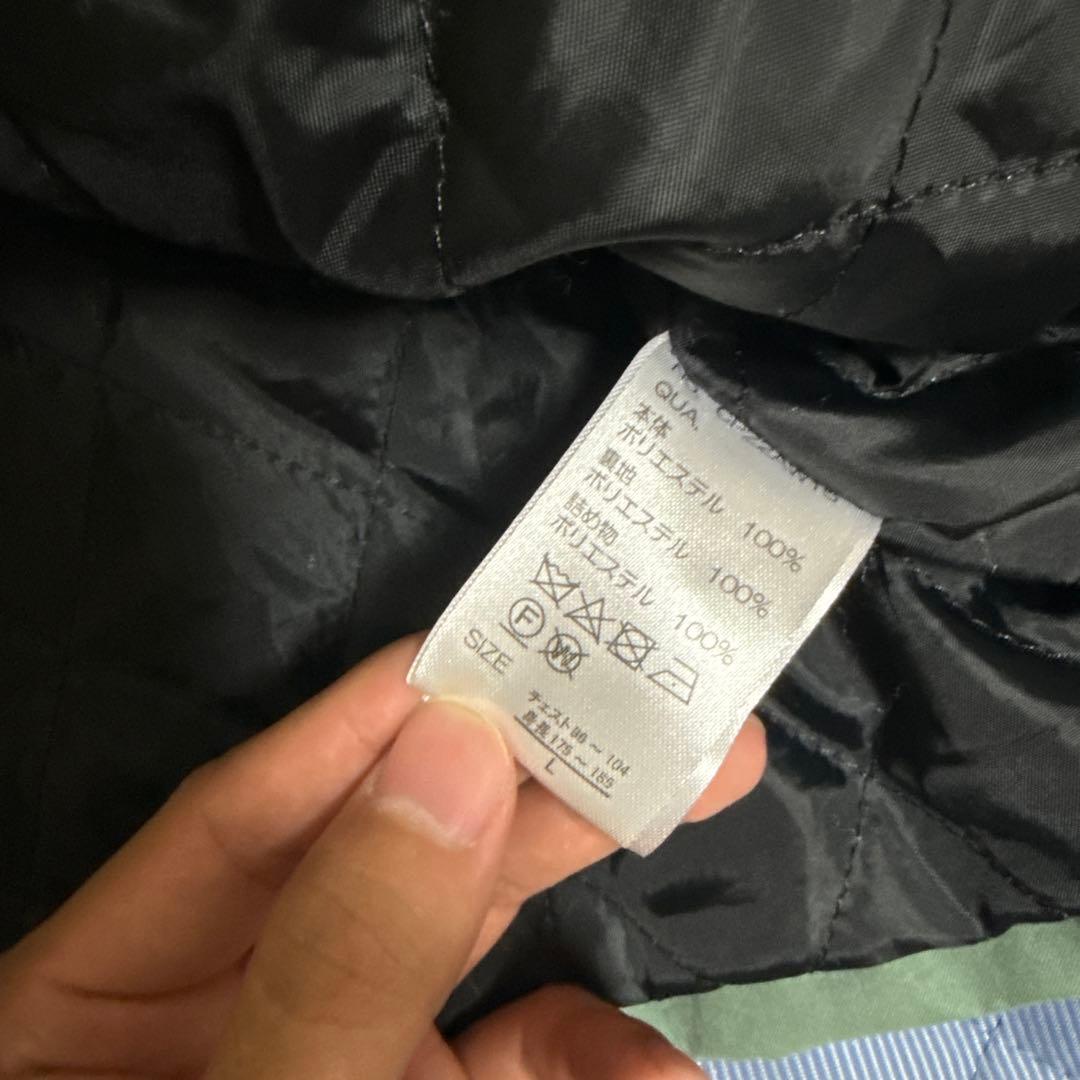 QUA.
本体
ポリエステル 100%
裏地
ポリエステル 100%
詰め物
ポリエステル 100%
F W
SIZE
チェスト96～104
身長175～185
L